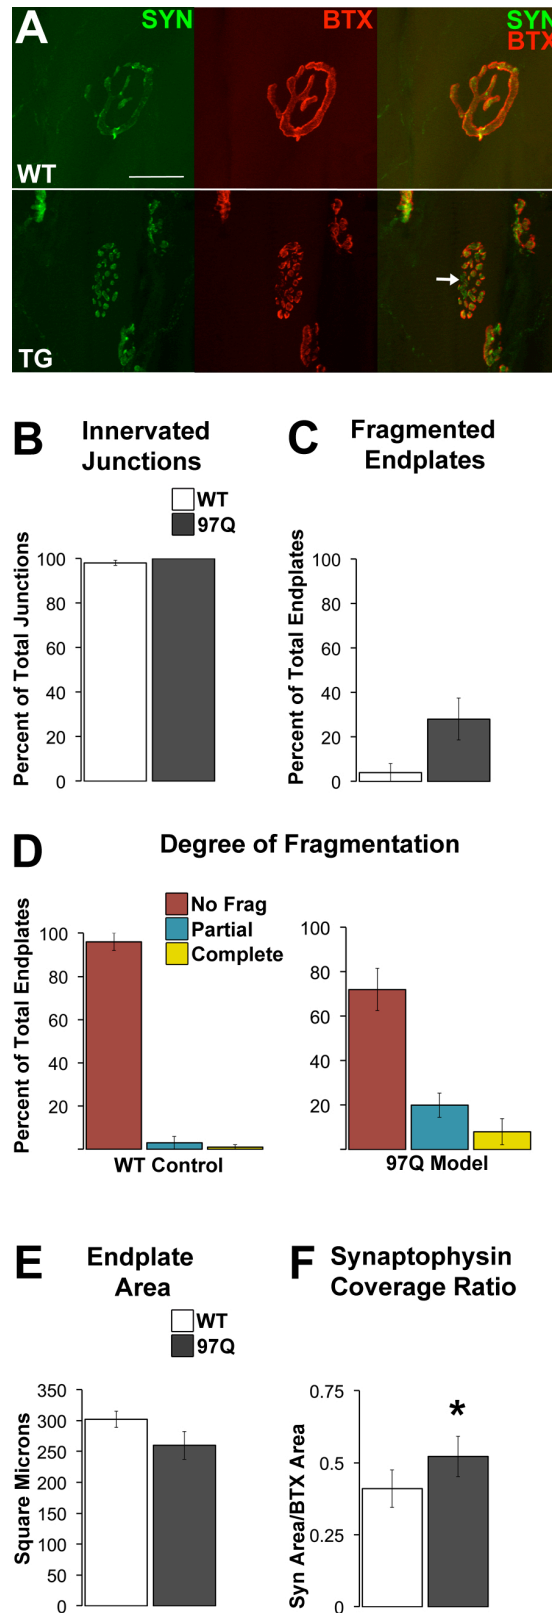 A
SYN
BTX
SYN
BTX
WT
TG
B
Innervated
Junctions
WT
97Q
Percent of Total Junctions
100
80
60
40
20
0
C
Fragmented
Endplates
Percent of Total Endplates
100
80
60
40
20
0
D
Degree of Fragmentation
No Frag
Partial
Complete
Percent of Total Endplates
100
80
60
40
20
WT Control
100
80
60
40
20
97Q Model
E
Endplate
Area
WT
97Q
Square Microns
350
300
250
200
150
100
50
0
F
Synaptophysin
Coverage Ratio
Syn Area/BTX Area
0.75
0.5
0.25
0
*